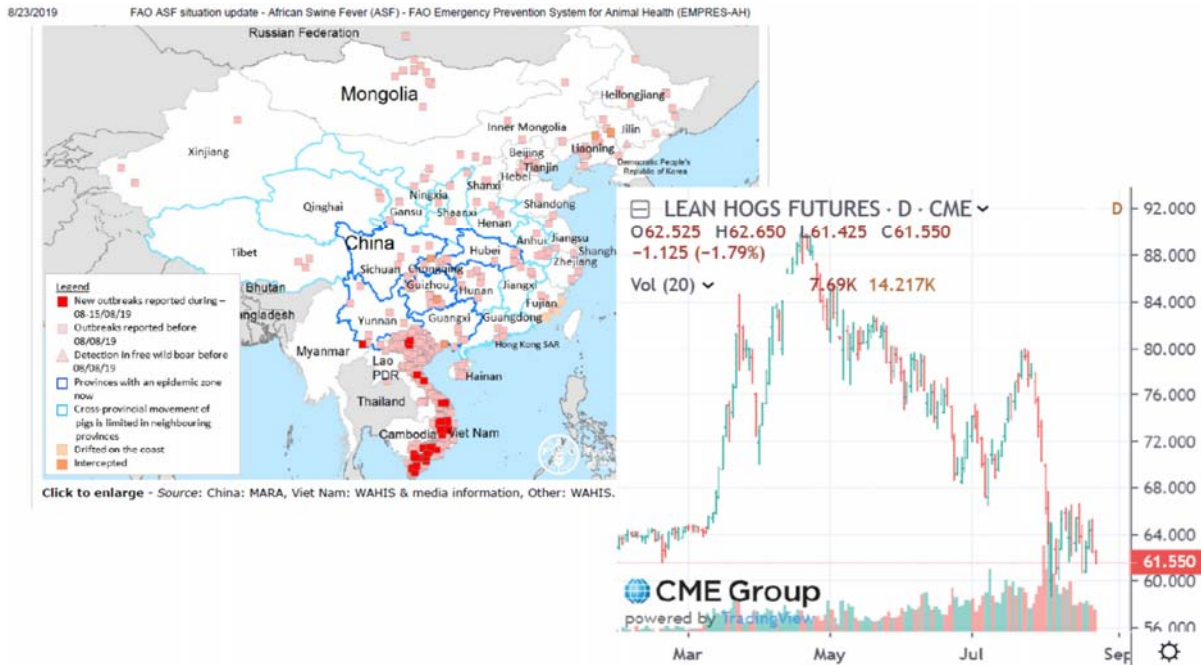 8/23/2019 FAO ASF situation update - African Swine Fever (ASF) - FAO Emergency Prevention System for Animal Health (EMPRES-AH)
Russian Federation
Mongolia
Heilongjiang
Inner Mongolia
Jilin
Xinjiang
Beijing
Liaoning
Tianjin
Democratic People's
Republic of Korea
Hebei
Ningxia
Shanxi
Qinghai
Gansu
Shaanxi
Shandong
Henan
China
Tibet
Hubei
Anhui
Jiangsu
Shangh
Sichuan
Chongqing
Zhejiang
Bhutan
Guizhou
Hunan
Jiangxi
Fujian
ngladesh
Yunnan
Guangxi
Guangdong
Myanmar
Lao
PDR
Hong Kong SAR
Hainan
Thailand
Cambodia
Viet Nam
Legend
New outbreaks reported during –
08-15/08/19
Outbreaks reported before
08/08/19
Detection in free wild boar before
08/08/19
Provinces with an epidemic zone
now
Cross-provincial movement of
pigs is limited in neighbouring
provinces
Drifted on the coast
Intercepted
Click to enlarge - Source: China: MARA, Viet Nam: WAHIS & media information, Other: WAHIS.
LEAN HOGS FUTURES · D · CME
D
O62.525 H62.650 L61.425 C61.550
−1.125 (−1.79%)
Vol (20) 7.69K 14.217K
92.000
88.000
84.000
80.000
76.000
72.000
68.000
64.000
61.550
60.000
56.000
CME Group
powered by TradingView
Mar May Jul Sep